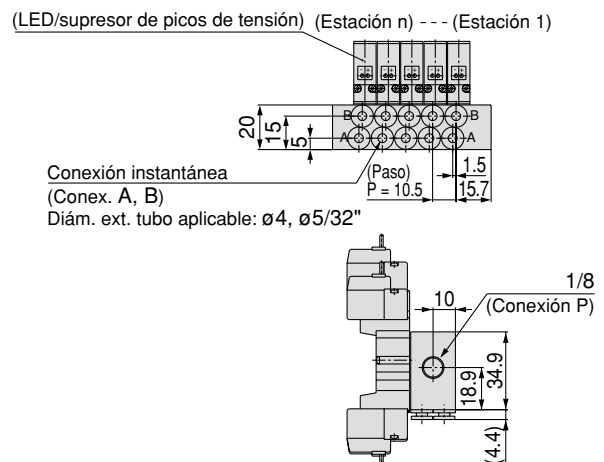 (LED/supresor de picos de tensión) (Estación n) --- (Estación 1)
B B
A A
20
15
5
Conexión instantánea
(Conex. A, B)
Diám. ext. tubo aplicable: ø4, ø5/32"
(Paso)
P = 10.5
1.5
15.7
10
1/8
(Conexión P)
18.9
34.9
(4.4)